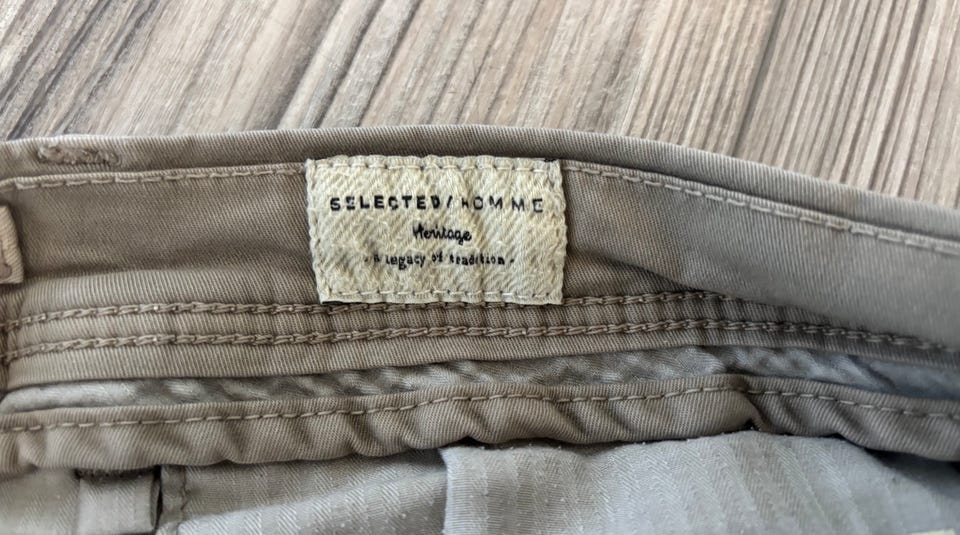 SELECTED/HOMME
Heritage
- a legacy of tradition -